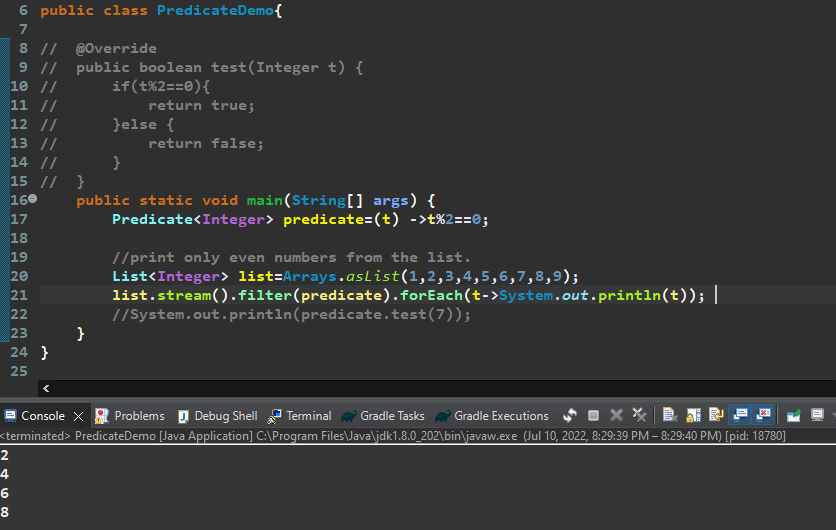 6 public class PredicateDemo{
7
8 //  @Override
9 //  public boolean test(Integer t) {
10 //      if(t%2==0){
11 //          return true;
12 //      }else {
13 //          return false;
14 //      }
15 //  }
16     public static void main(String[] args) {
17         Predicate<Integer> predicate=(t) ->t%2==0;
18
19         //print only even numbers from the list.
20         List<Integer> list=Arrays.asList(1,2,3,4,5,6,7,8,9);
21         list.stream().filter(predicate).forEach(t->System.out.println(t));
22         //System.out.println(predicate.test(7));
23     }
24 }
25
Console Problems Debug Shell Terminal Gradle Tasks Gradle Executions
<terminated> PredicateDemo [Java Application] C:\Program Files\Java\jdk1.8.0_202\bin\javaw.exe (Jul 10, 2022, 8:29:39 PM – 8:29:40 PM) [pid: 18780]
2
4
6
8